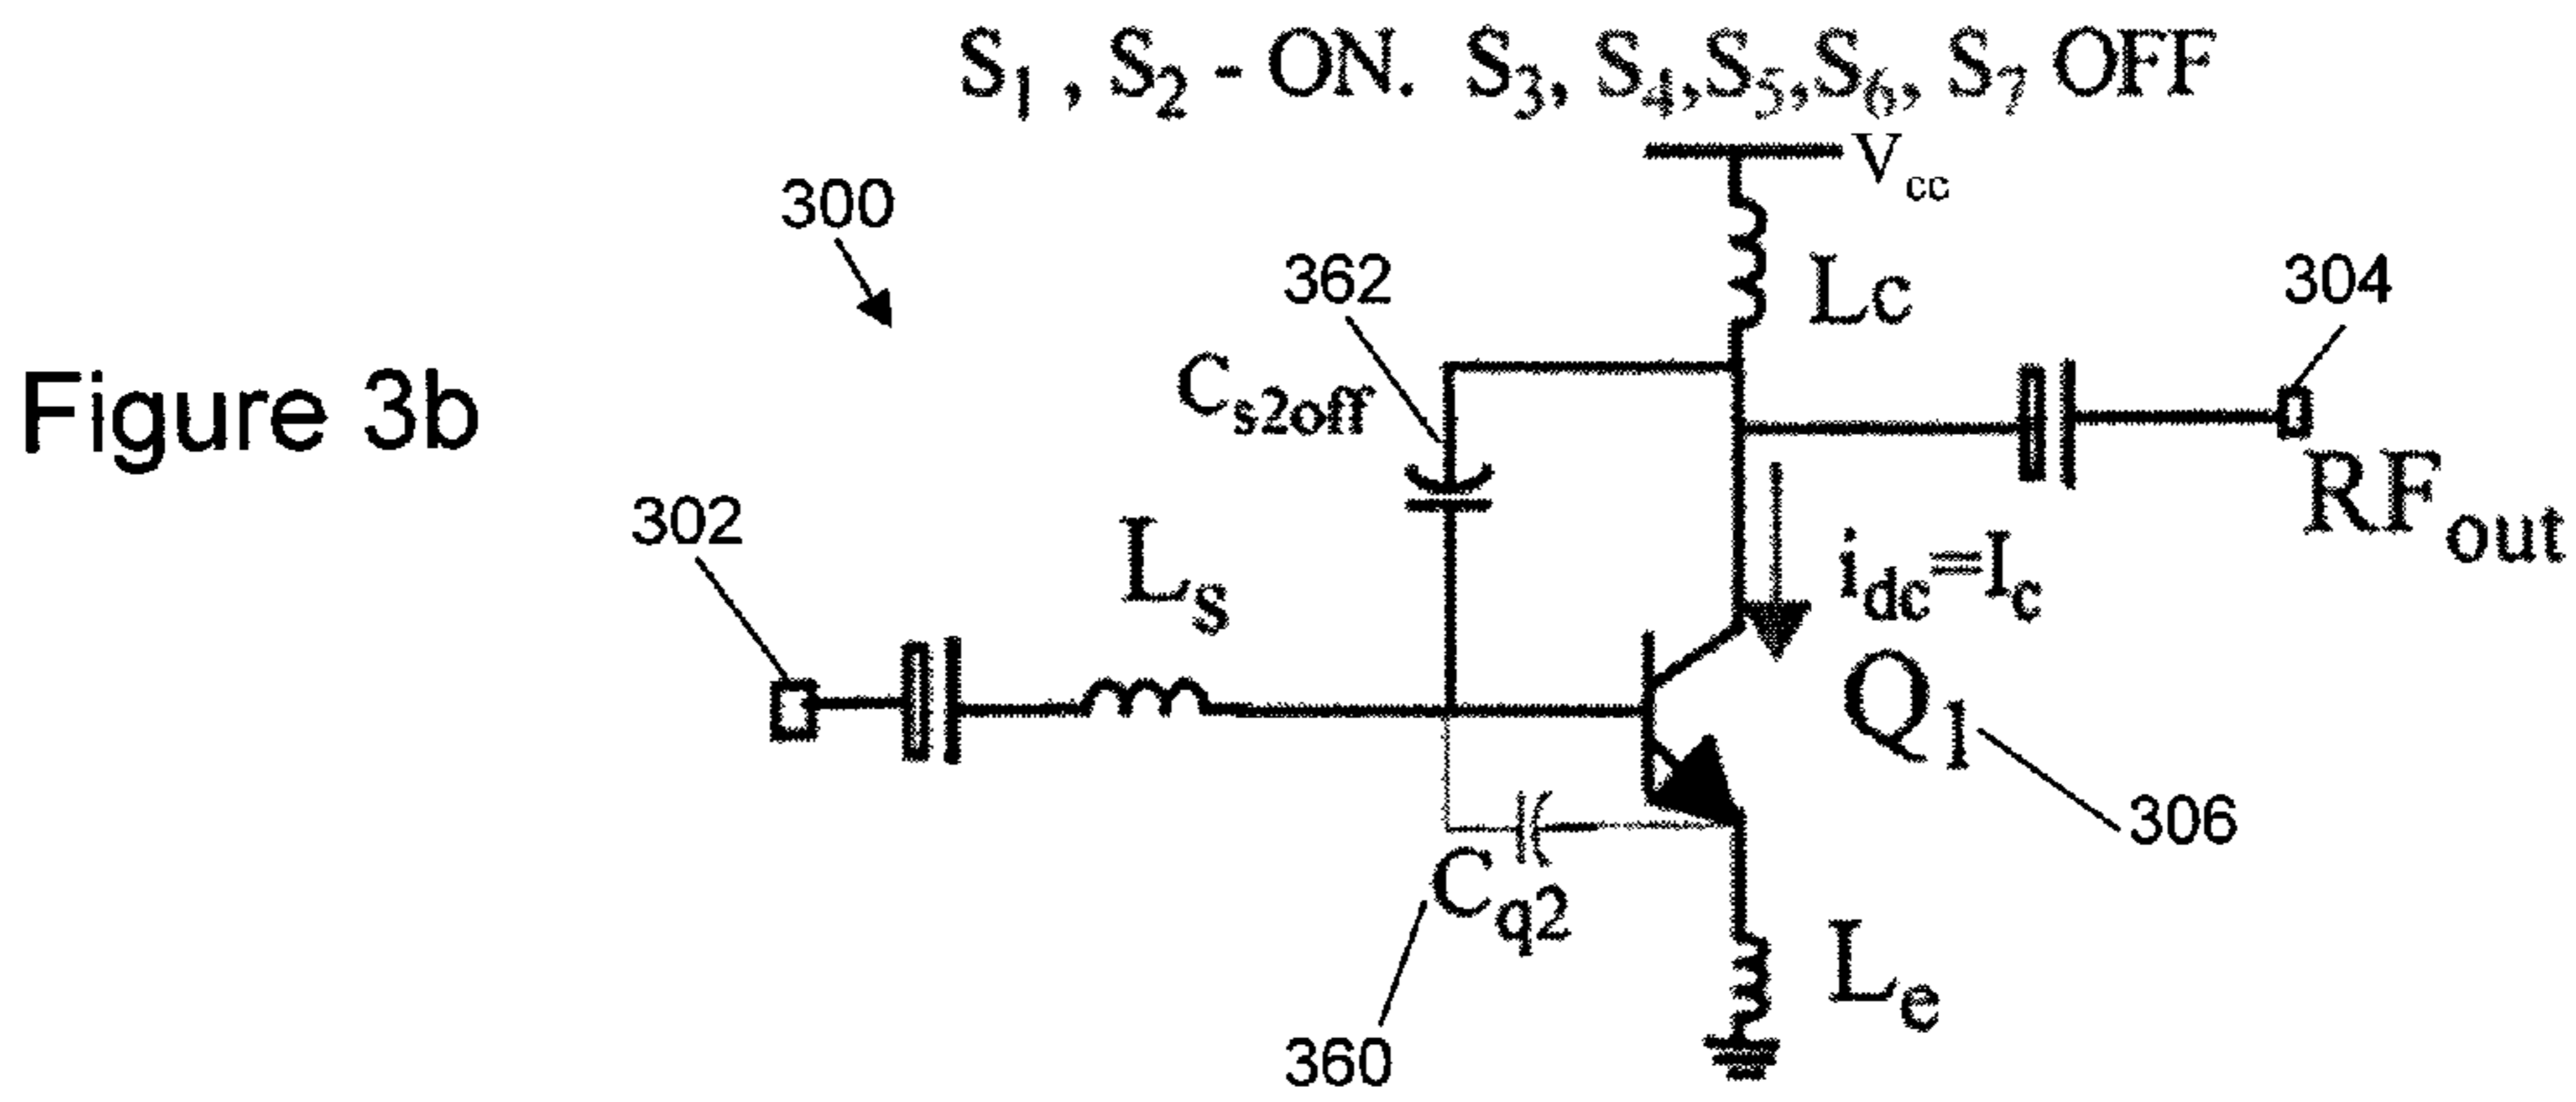 S1 , S2 - ON. S3, S4,S5,S6, S7 OFF
Vcc
300
362
Lc
304
Cs2off
Figure 3b
RFout
302
Ls
idc=Ic
Q1
306
Cq2
Le
360